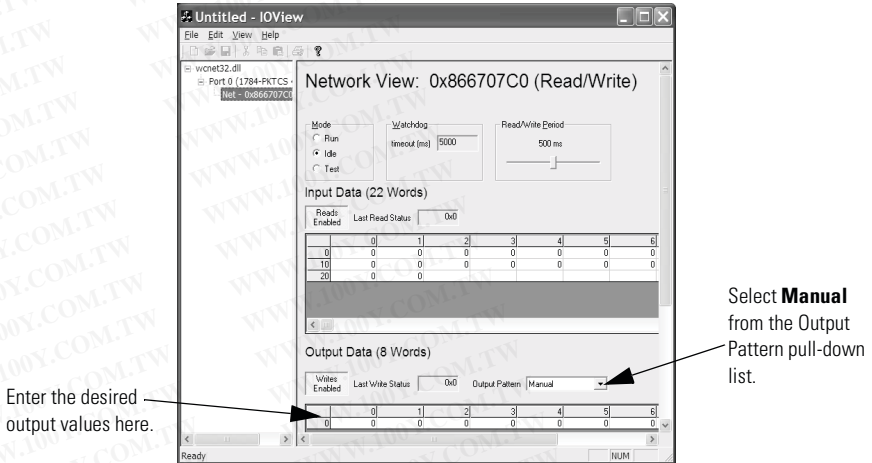 Untitled - IOView
File Edit View Help
wcnet32.dll
Port 0 (1784-PKTCS
Net - 0x866707C0
Network View: 0x866707C0 (Read/Write)
Mode
Run
Idle
Test
Watchdog
timeout (ms) 5000
Read/Write Period
500 ms
Input Data (22 Words)
Reads Enabled Last Read Status 0x0
0 1 2 3 4 5 6
0 0 0 0 0 0 0 0
10 0 0 0 0 0 0 0
20 0 0
Output Data (8 Words)
Writes Enabled Last Write Status 0x0 Output Pattern Manual
0 1 2 3 4 5 6
0 0 0 0 0 0 0 0
Ready NUM
Select Manual
from the Output
Pattern pull-down
list.
Enter the desired
output values here.
WWW.100Y.COM.TW